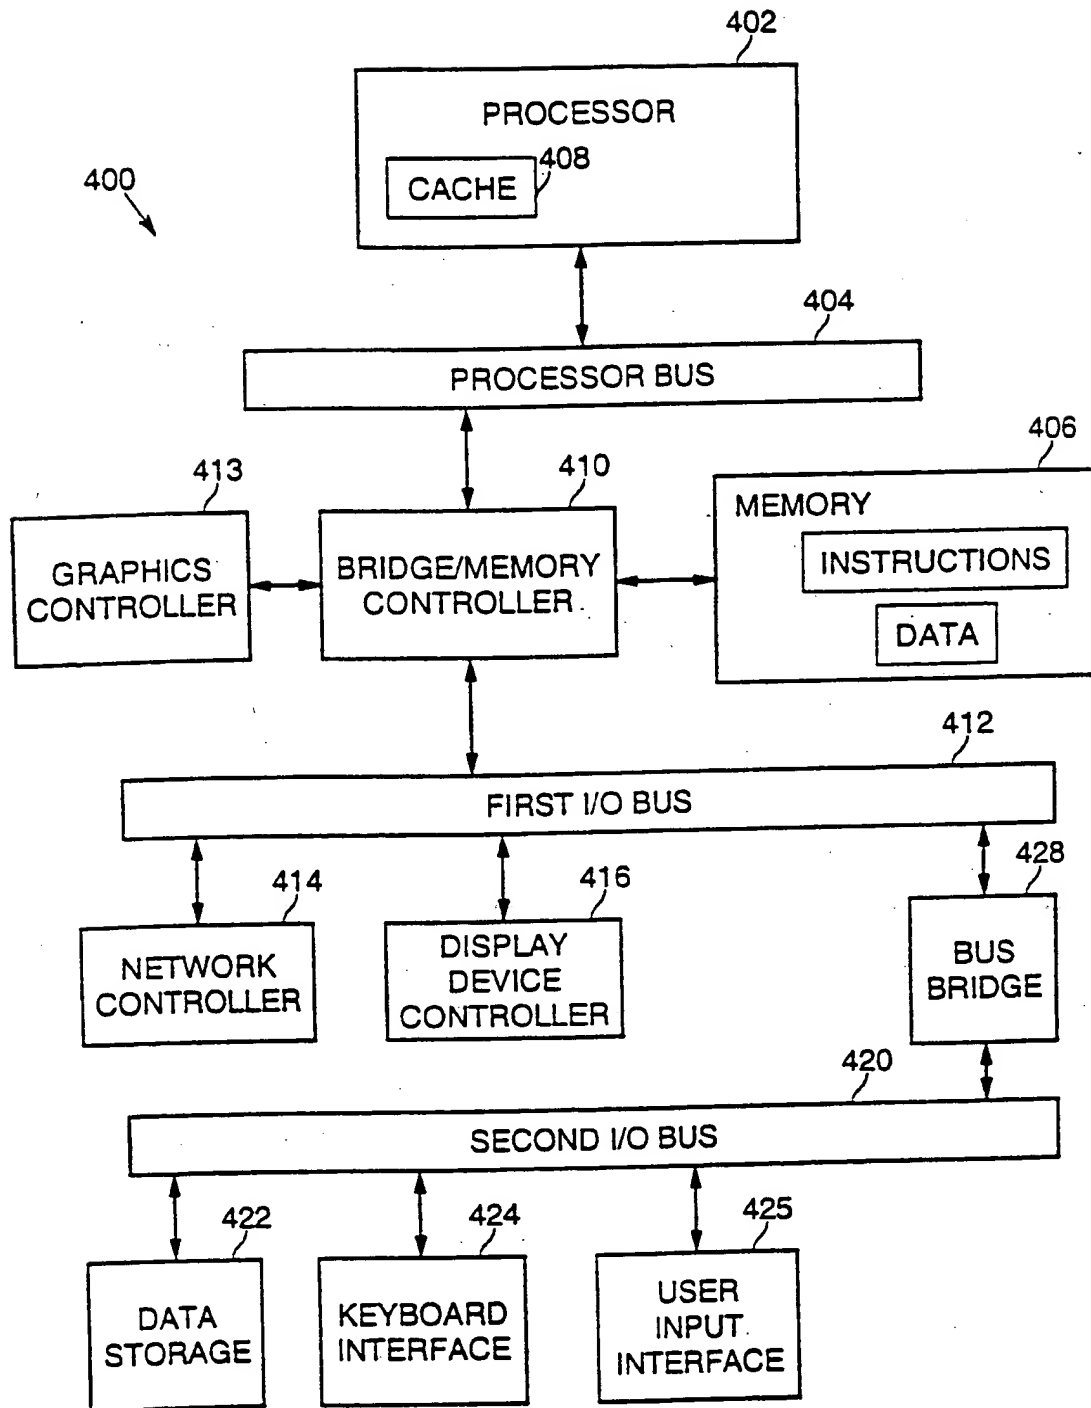 402
PROCESSOR
408
CACHE
400
404
PROCESSOR BUS
406
413
410
MEMORY
GRAPHICS
CONTROLLER
BRIDGE/MEMORY
CONTROLLER
INSTRUCTIONS
DATA
412
FIRST I/O BUS
414
416
428
NETWORK
CONTROLLER
DISPLAY
DEVICE
CONTROLLER
BUS
BRIDGE
420
SECOND I/O BUS
422
424
425
DATA
STORAGE
KEYBOARD
INTERFACE
USER
INPUT
INTERFACE